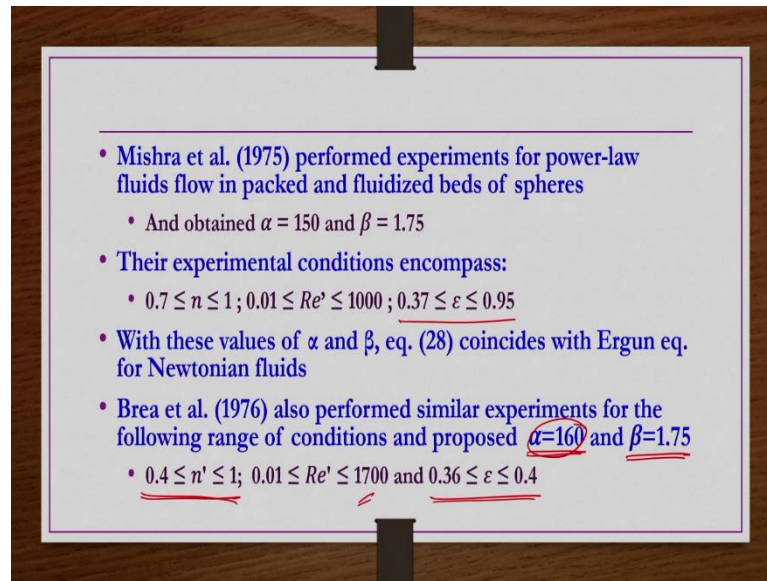 • Mishra et al. (1975) performed experiments for power-law
fluids flow in packed and fluidized beds of spheres
• And obtained α = 150 and β = 1.75
• Their experimental conditions encompass:
• 0.7 ≤ n ≤ 1 ; 0.01 ≤ Re’ ≤ 1000 ; 0.37 ≤ ε ≤ 0.95
• With these values of α and β, eq. (28) coincides with Ergun eq.
for Newtonian fluids
• Brea et al. (1976) also performed similar experiments for the
following range of conditions and proposed α=160 and β=1.75
• 0.4 ≤ n' ≤ 1; 0.01 ≤ Re' ≤ 1700 and 0.36 ≤ ε ≤ 0.4